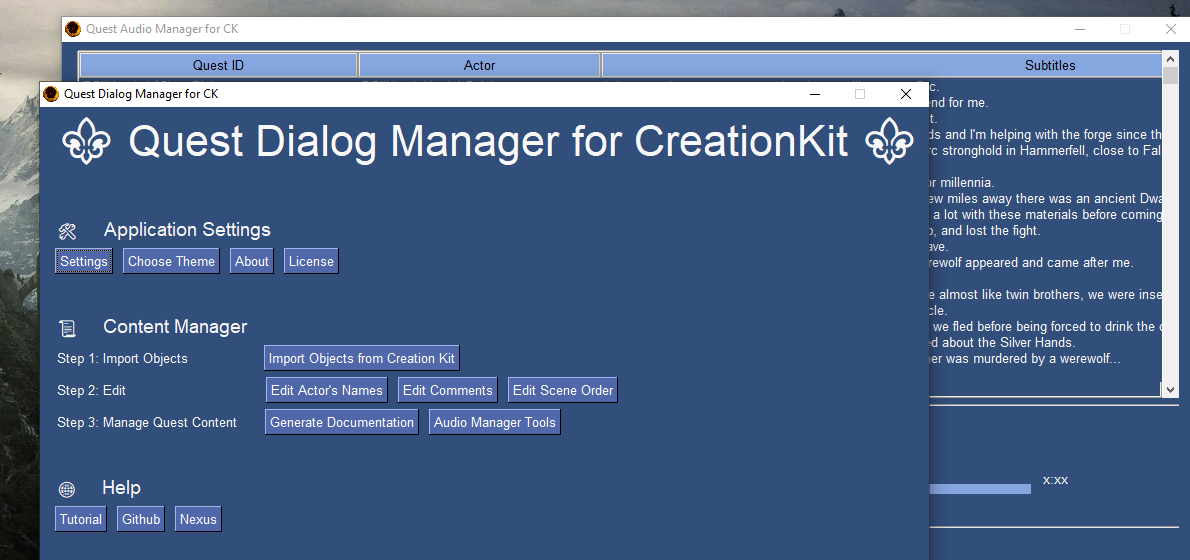 Quest Audio Manager for CK
Quest ID Actor Subtitles
Quest Dialog Manager for CK
Quest Dialog Manager for CreationKit
end for me.
ds and I'm helping with the forge since th
rc stronghold in Hammerfell, close to Fal
or millennia.
ew miles away there was an ancient Dwa
a lot with these materials before coming
o, and lost the fight.
ave.
rewolf appeared and came after me.
e almost like twin brothers, we were inse
cle.
we fled before being forced to drink the
ed about the Silver Hands.
er was murdered by a werewolf...
x:xx
Application Settings
Settings Choose Theme About License
Content Manager
Step 1: Import Objects Import Objects from Creation Kit
Step 2: Edit Edit Actor's Names Edit Comments Edit Scene Order
Step 3: Manage Quest Content Generate Documentation Audio Manager Tools
Help
Tutorial Github Nexus